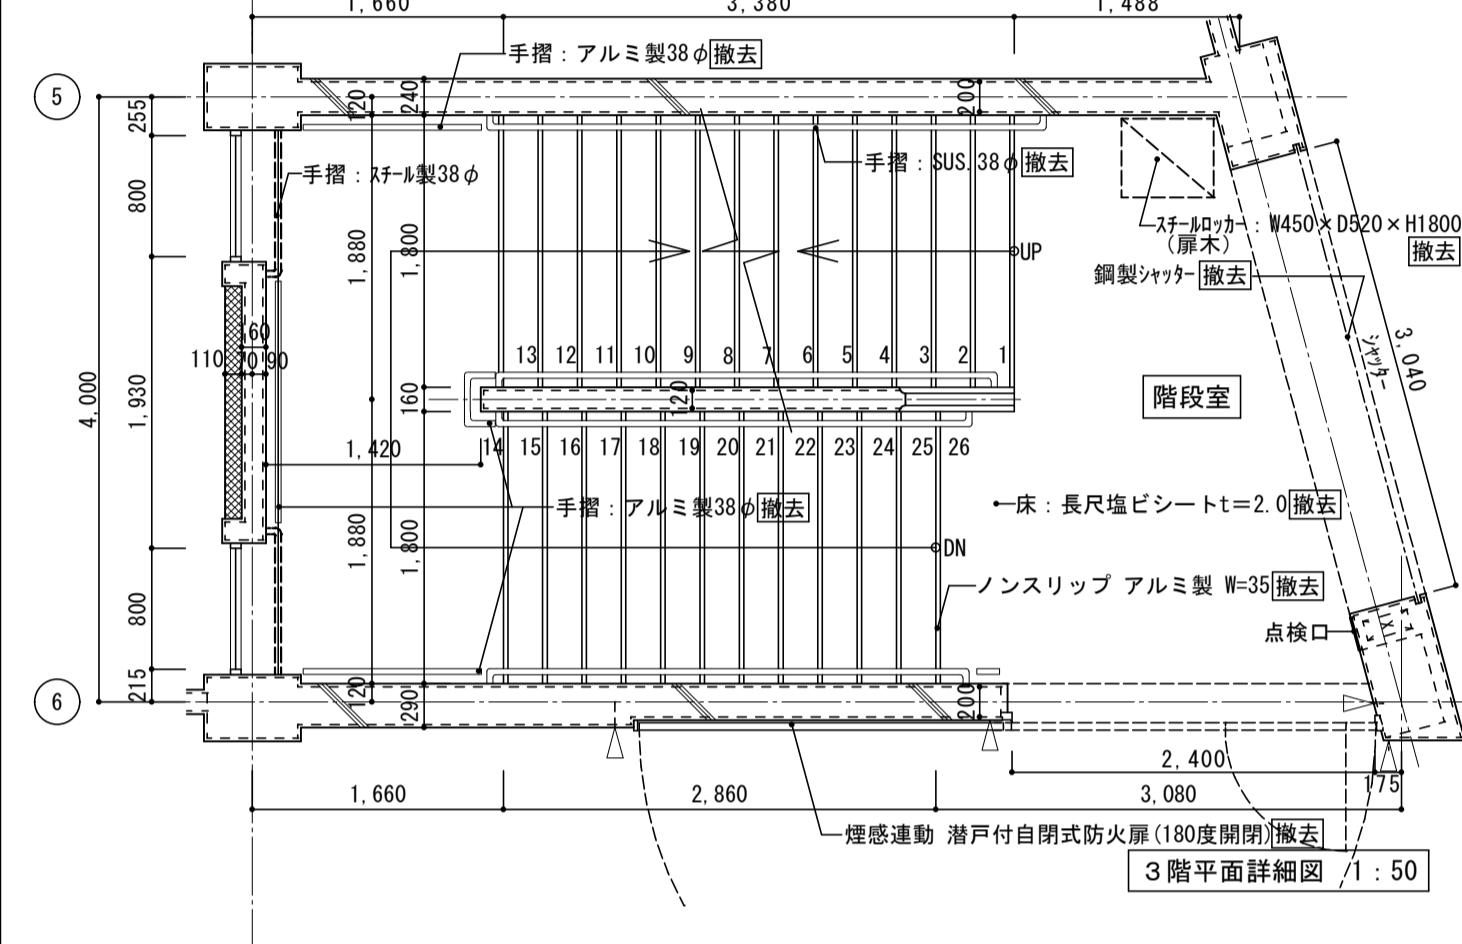 1,660
3,380
1,488
手摺：アルミ製38φ 撤去
5
255
120
240
200
手摺：スチール製38φ
手摺：SUS.38φ 撤去
800
1,880
1,800
UP
スチールロッカー：W450×D520×H1800
（扉木）
撤去
鋼製シャッター 撤去
シャッター
3,040
60
110 70 90
13 12 11 10 9 8 7 6 5 4 3 2 1
4,000
1,930
160
120
階段室
1,420
14 15 16 17 18 19 20 21 22 23 24 25 26
手摺：アルミ製38φ 撤去
床：長尺塩ビシートt=2.0 撤去
1,880
1,800
DN
ノンスリップ アルミ製 W=35 撤去
800
点検口
215
6
120
290
200
2,400
175
1,660
2,860
3,080
煙感連動 潜戸付自閉式防火扉(180度開閉) 撤去
３階平面詳細図 1：50